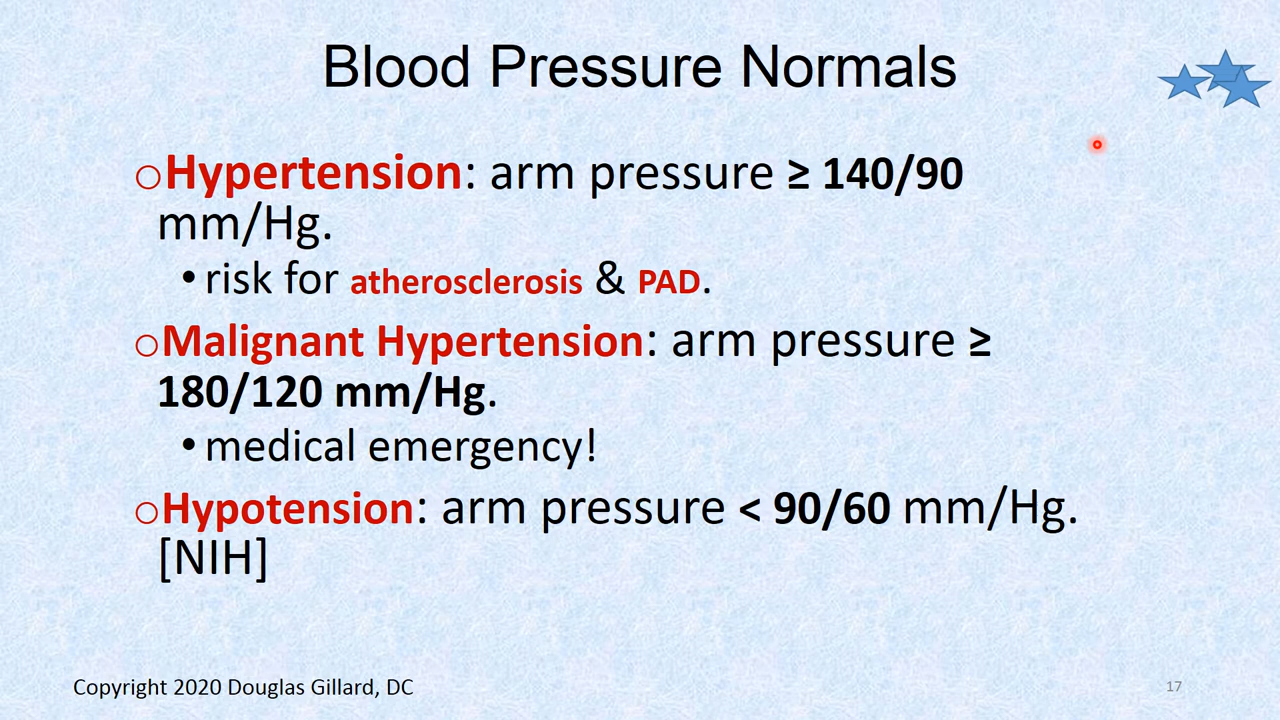 Blood Pressure Normals
oHypertension: arm pressure ≥ 140/90
mm/Hg.
• risk for atherosclerosis & PAD.
oMalignant Hypertension: arm pressure ≥
180/120 mm/Hg.
• medical emergency!
oHypotension: arm pressure < 90/60 mm/Hg.
[NIH]
Copyright 2020 Douglas Gillard, DC
17